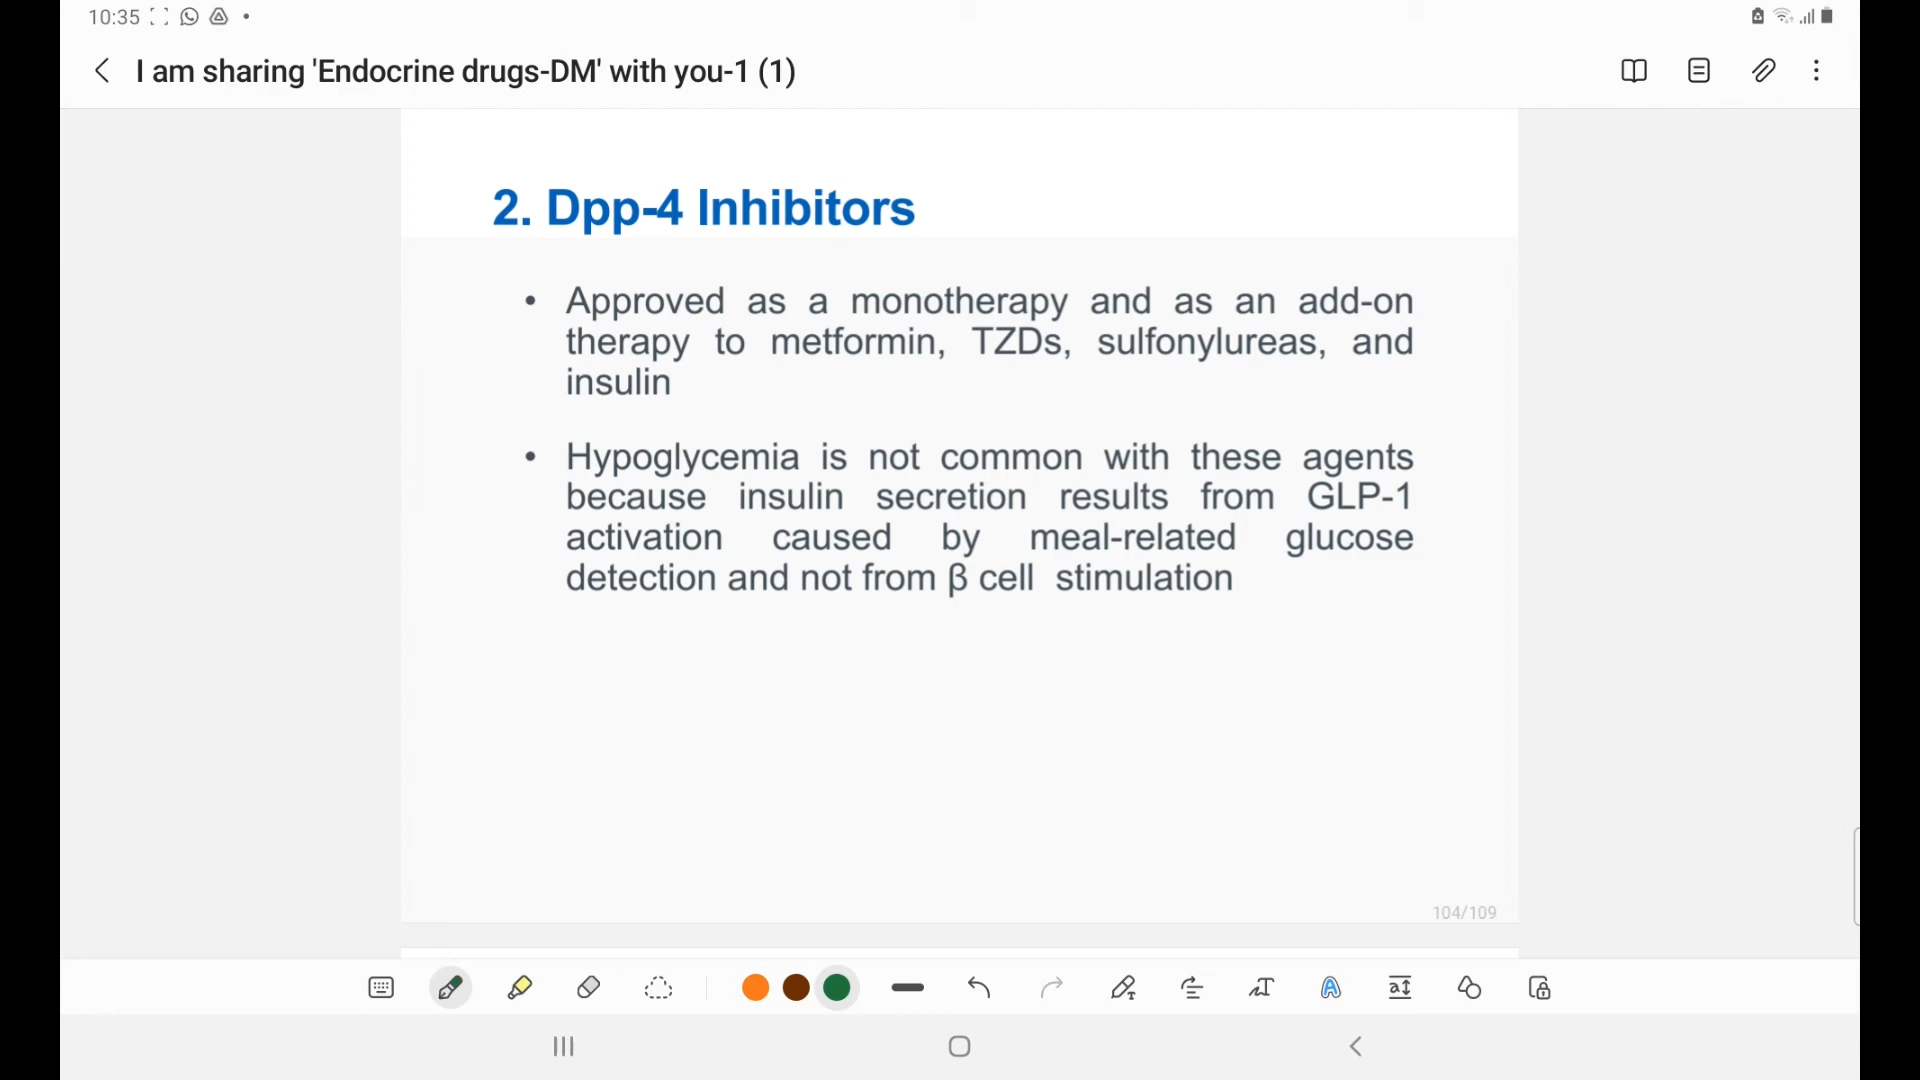 10:35
I am sharing 'Endocrine drugs-DM' with you-1 (1)
2. Dpp-4 Inhibitors
• Approved as a monotherapy and as an add-on
therapy to metformin, TZDs, sulfonylureas, and
insulin
• Hypoglycemia is not common with these agents
because insulin secretion results from GLP-1
activation caused by meal-related glucose
detection and not from β cell stimulation
104/109